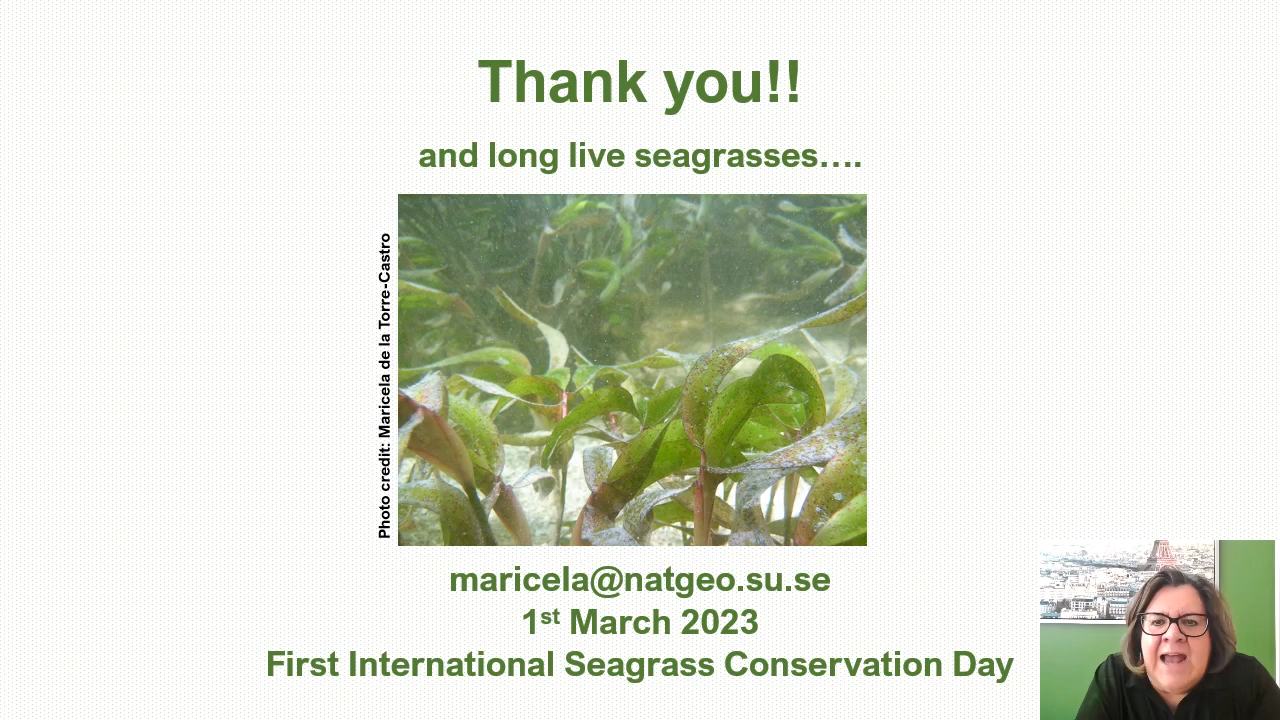 Thank you!!
and long live seagrasses….
Photo credit: Maricela de la Torre-Castro
maricela@natgeo.su.se
1st March 2023
First International Seagrass Conservation Day